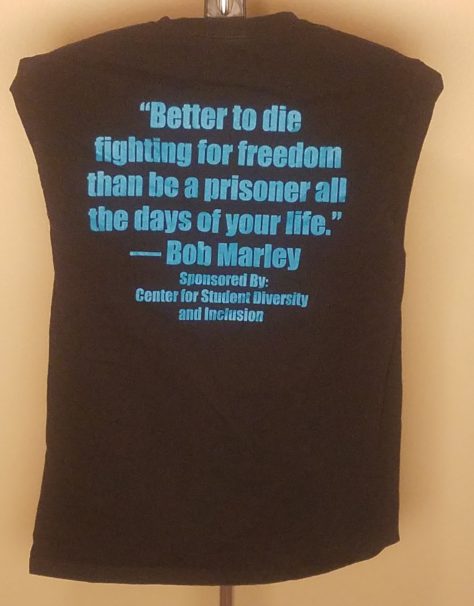 “Better to die
fighting for freedom
than be a prisoner all
the days of your life.”
— Bob Marley
Sponsored By:
Center for Student Diversity
and Inclusion